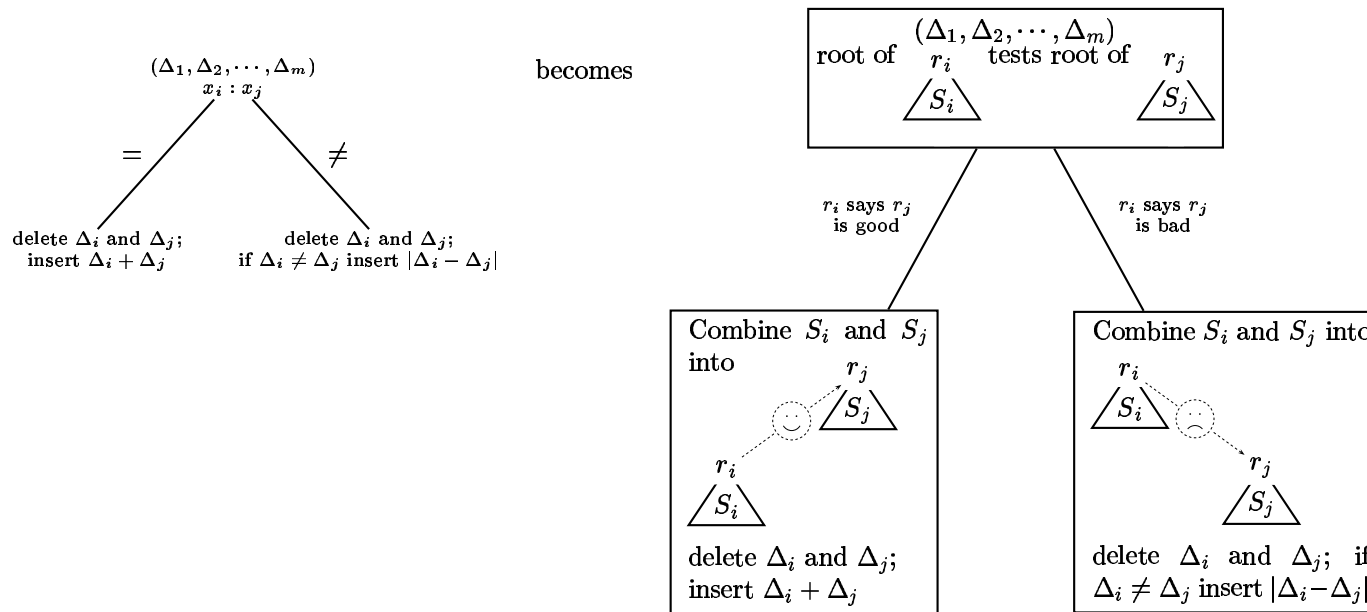 (Δ₁, Δ₂, ⋯, Δₘ)
xᵢ : xⱼ
=
≠
delete Δᵢ and Δⱼ;
insert Δᵢ + Δⱼ
delete Δᵢ and Δⱼ;
if Δᵢ ≠ Δⱼ insert |Δᵢ − Δⱼ|
becomes
(Δ₁, Δ₂, ⋯, Δₘ)
root of rᵢ tests root of rⱼ
Sᵢ
Sⱼ
rᵢ says rⱼ
is good
rᵢ says rⱼ
is bad
Combine Sᵢ and Sⱼ
into
rⱼ
Sⱼ
rᵢ
Sᵢ
delete Δᵢ and Δⱼ;
insert Δᵢ + Δⱼ
Combine Sᵢ and Sⱼ into
rᵢ
Sᵢ
rⱼ
Sⱼ
delete Δᵢ and Δⱼ; if
Δᵢ ≠ Δⱼ insert |Δᵢ−Δⱼ|